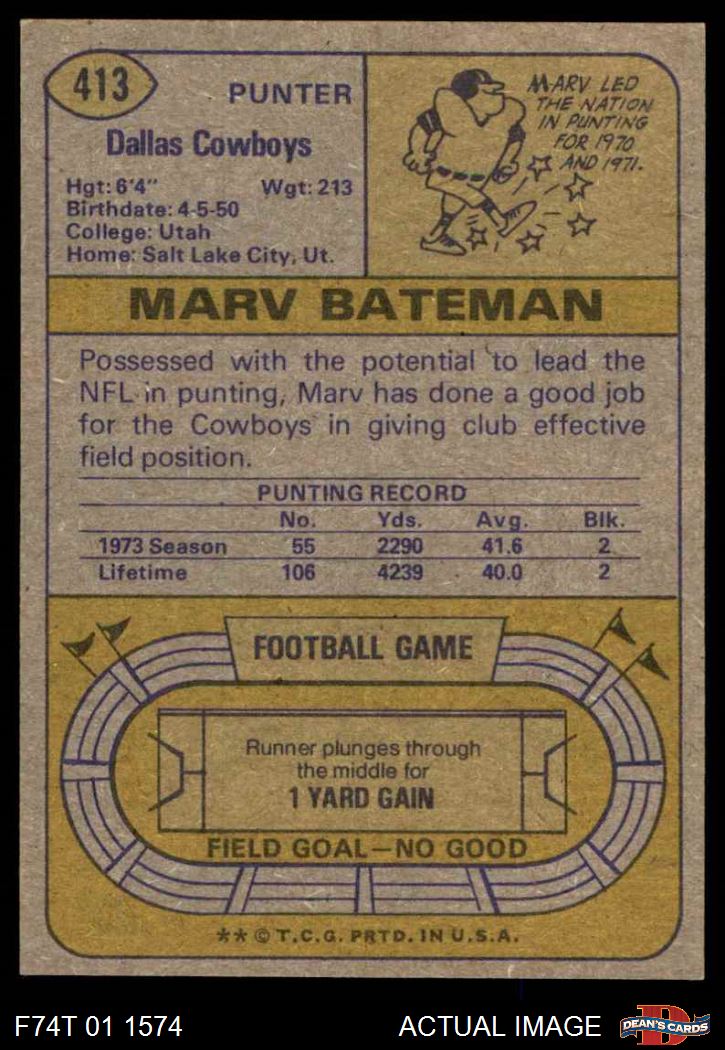 413
PUNTER
Dallas Cowboys
Hgt: 6'4" Wgt: 213
Birthdate: 4-5-50
College: Utah
Home: Salt Lake City, Ut.
MARV LED
THE NATION
IN PUNTING
FOR 1970
AND 1971.
MARV BATEMAN
Possessed with the potential to lead the
NFL in punting, Marv has done a good job
for the Cowboys in giving club effective
field position.
PUNTING RECORD
No. Yds. Avg. Blk.
1973 Season 55 2290 41.6 2
Lifetime 106 4239 40.0 2
FOOTBALL GAME
Runner plunges through
the middle for
1 YARD GAIN
FIELD GOAL—NO GOOD
** © T.C.G. PRTD. IN U.S.A.
F74T 01 1574 ACTUAL IMAGE
D
DEAN'S CARDS